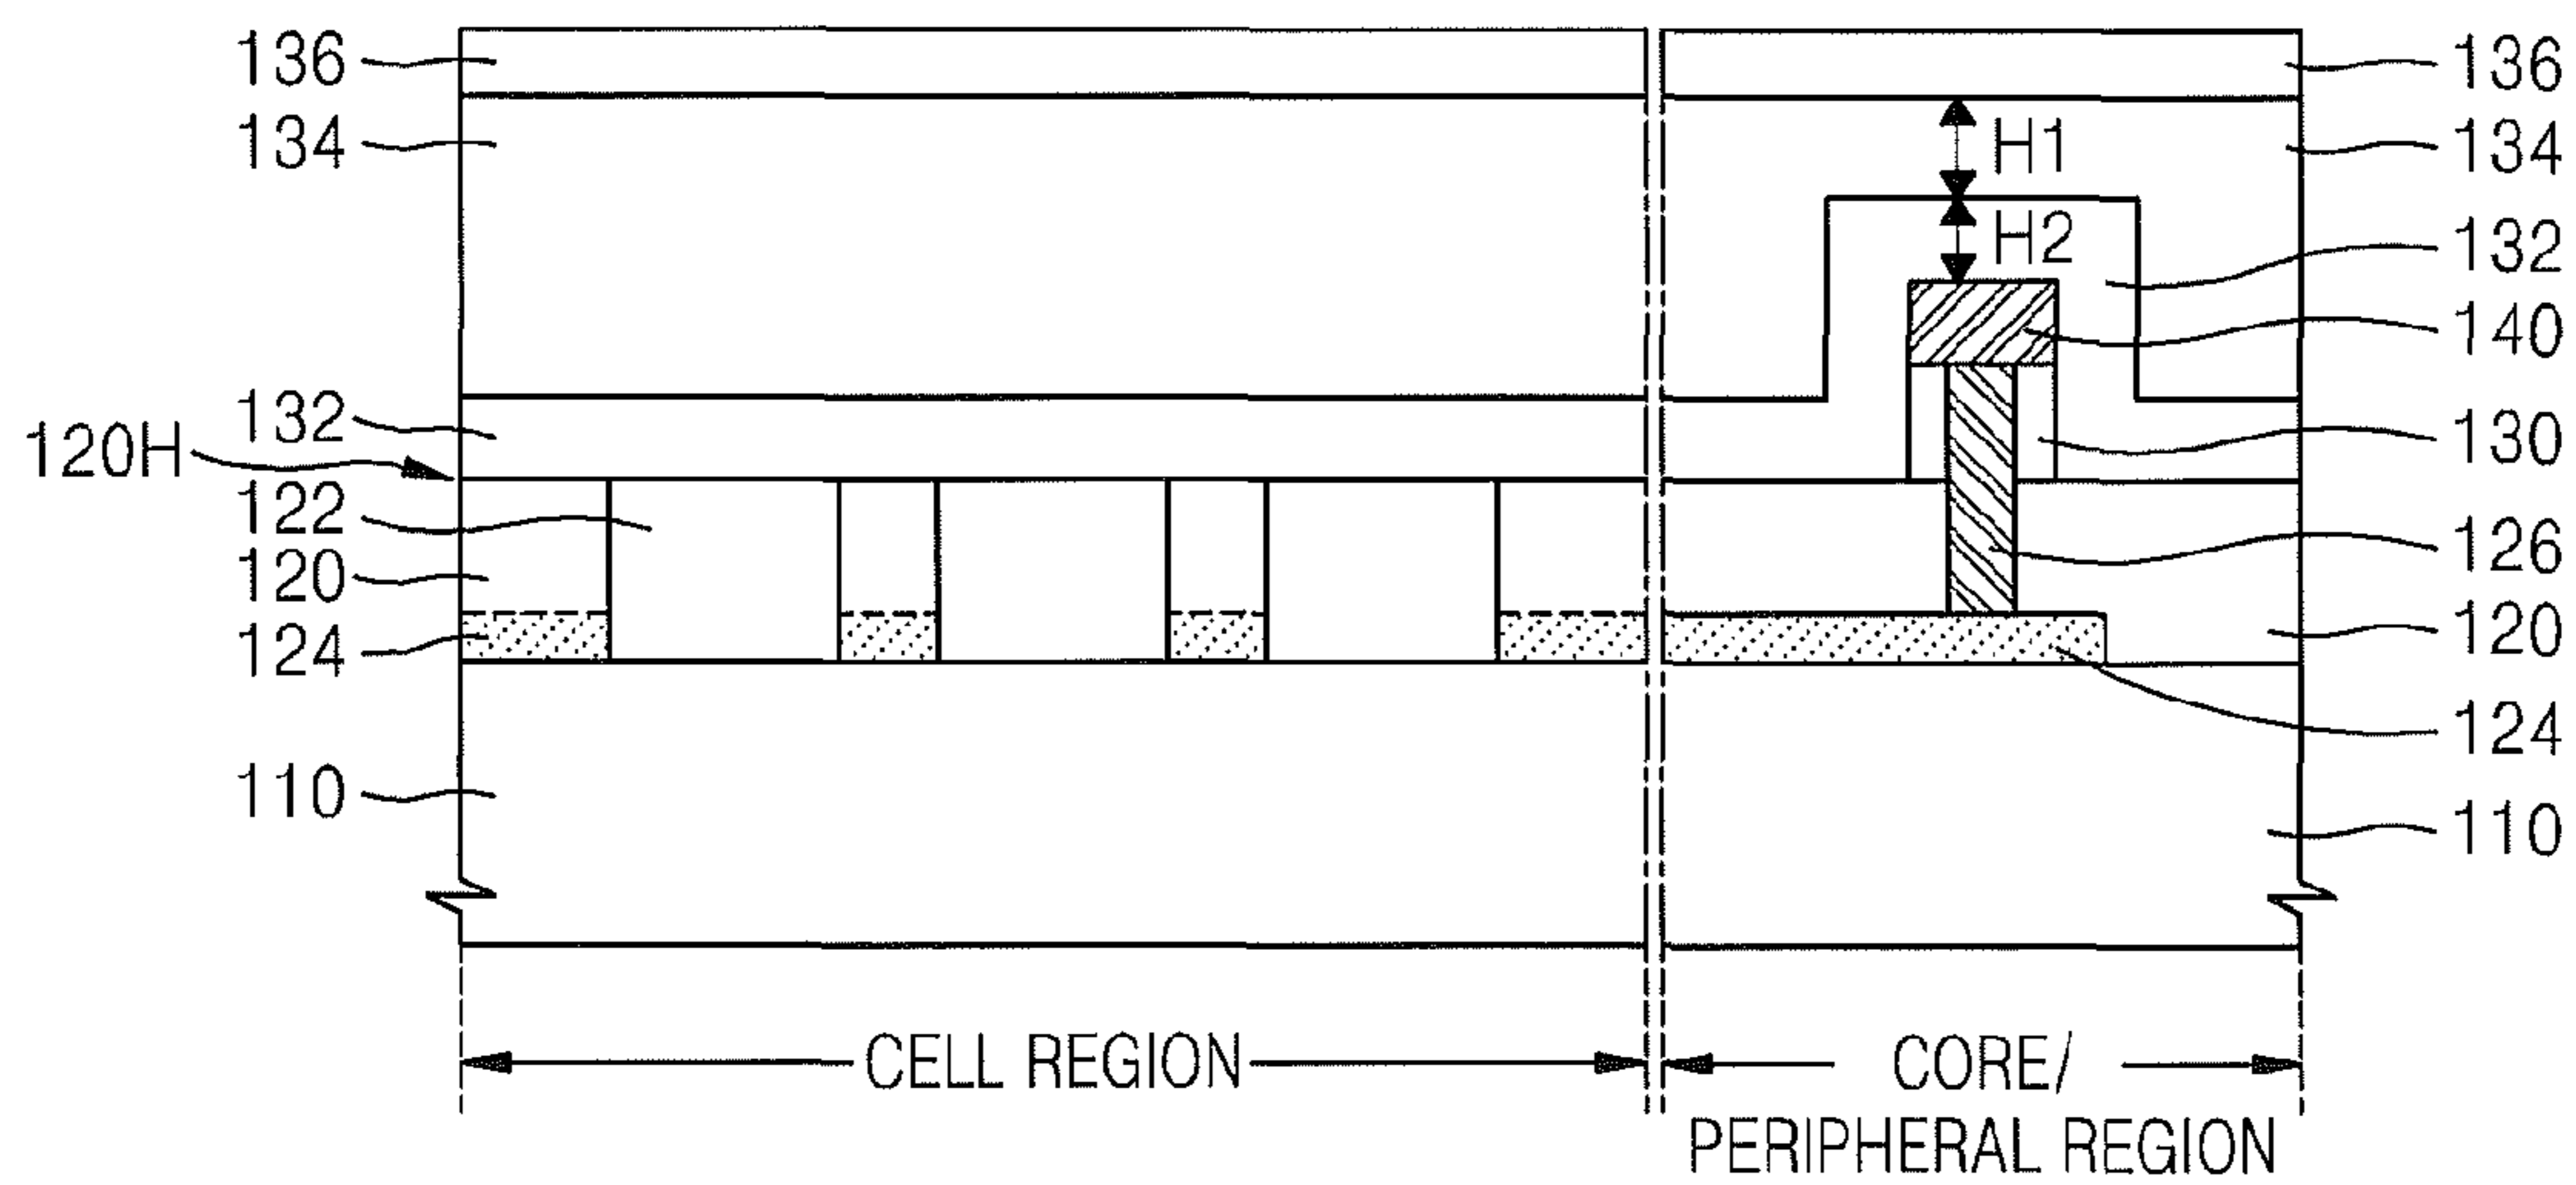 136
134
132
120H
122
120
124
110
H1
H2
136
134
132
140
130
126
120
124
110
CELL REGION
CORE/
PERIPHERAL REGION